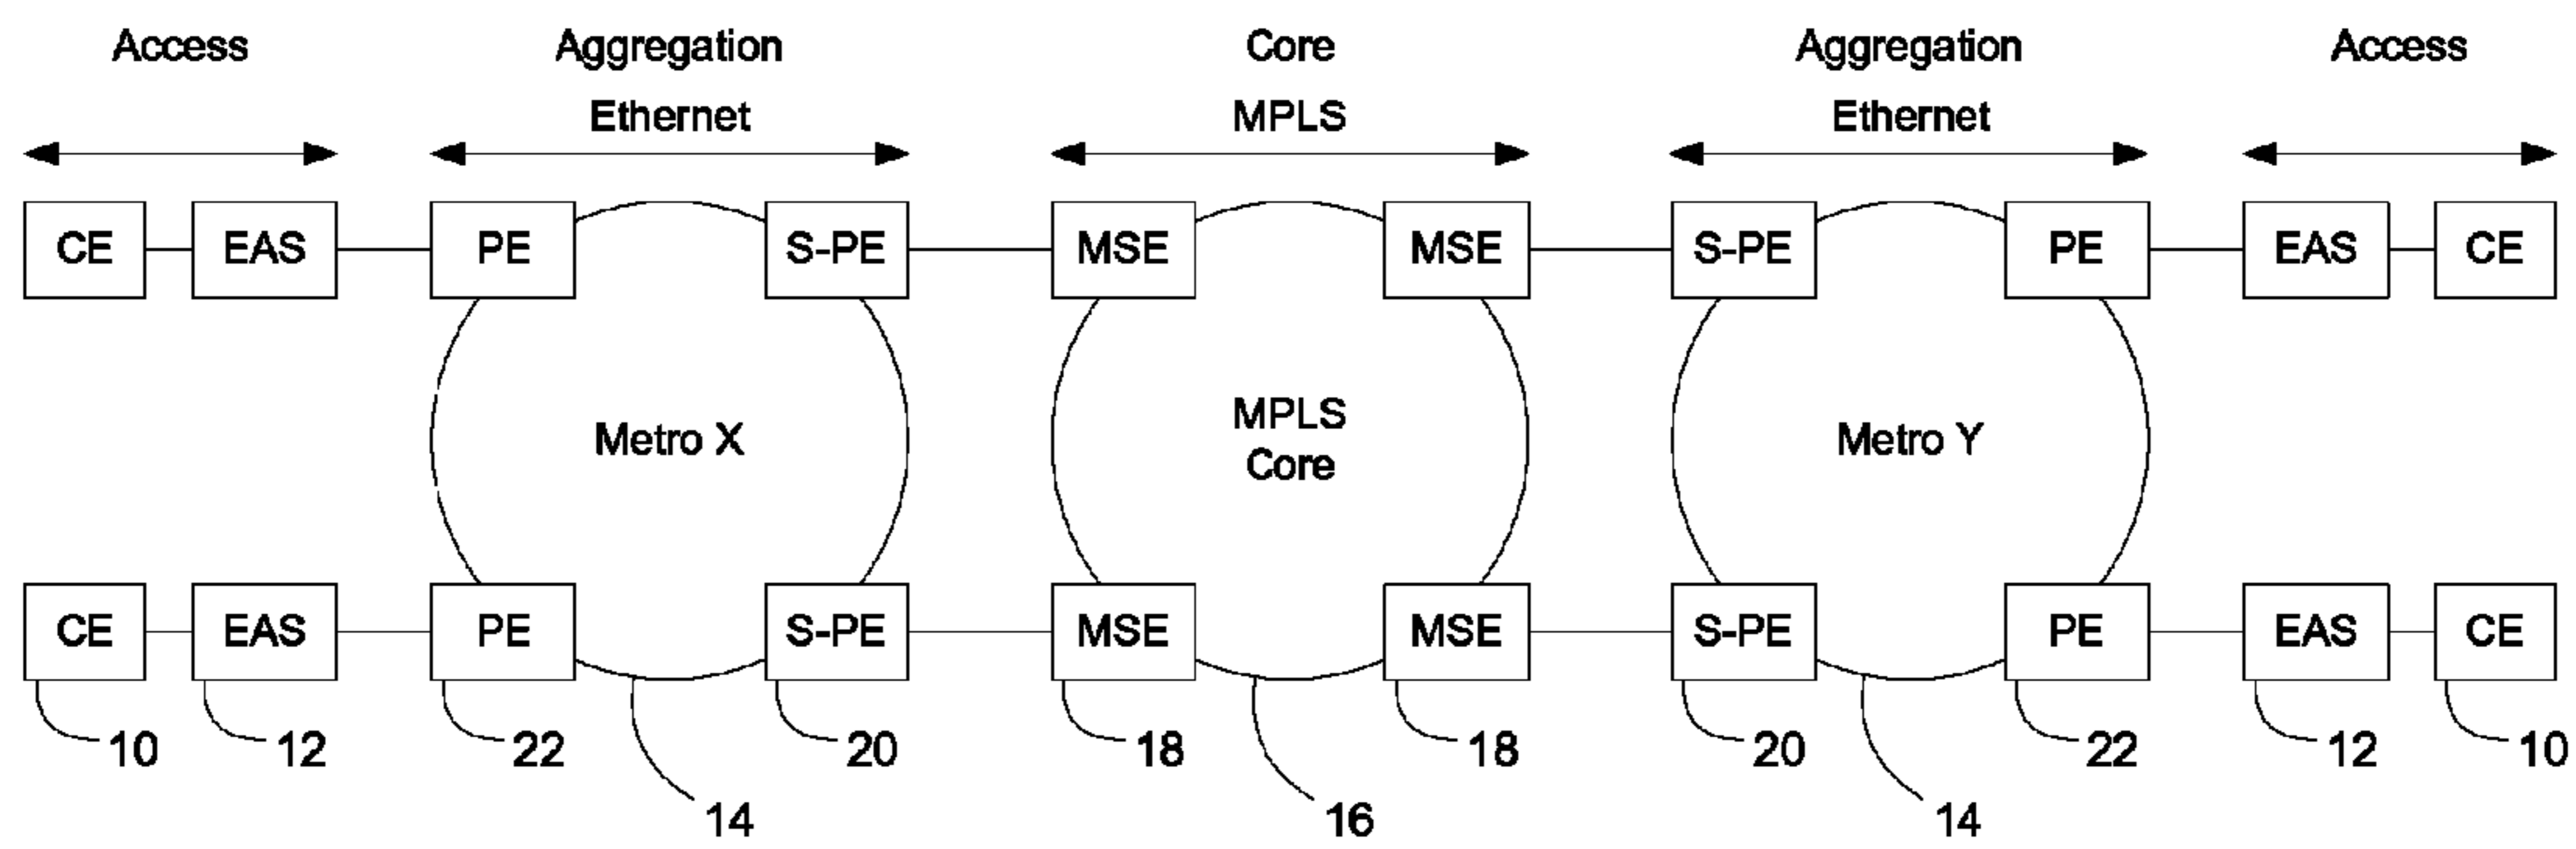 Access Aggregation Core Aggregation Access
Ethernet MPLS Ethernet
CE EAS PE S-PE MSE MSE S-PE PE EAS CE
MPLS
Metro X Metro Y
Core
CE EAS PE S-PE MSE MSE S-PE PE EAS CE
10 12 22 20 18 18 20 22 12 10
14 16 14